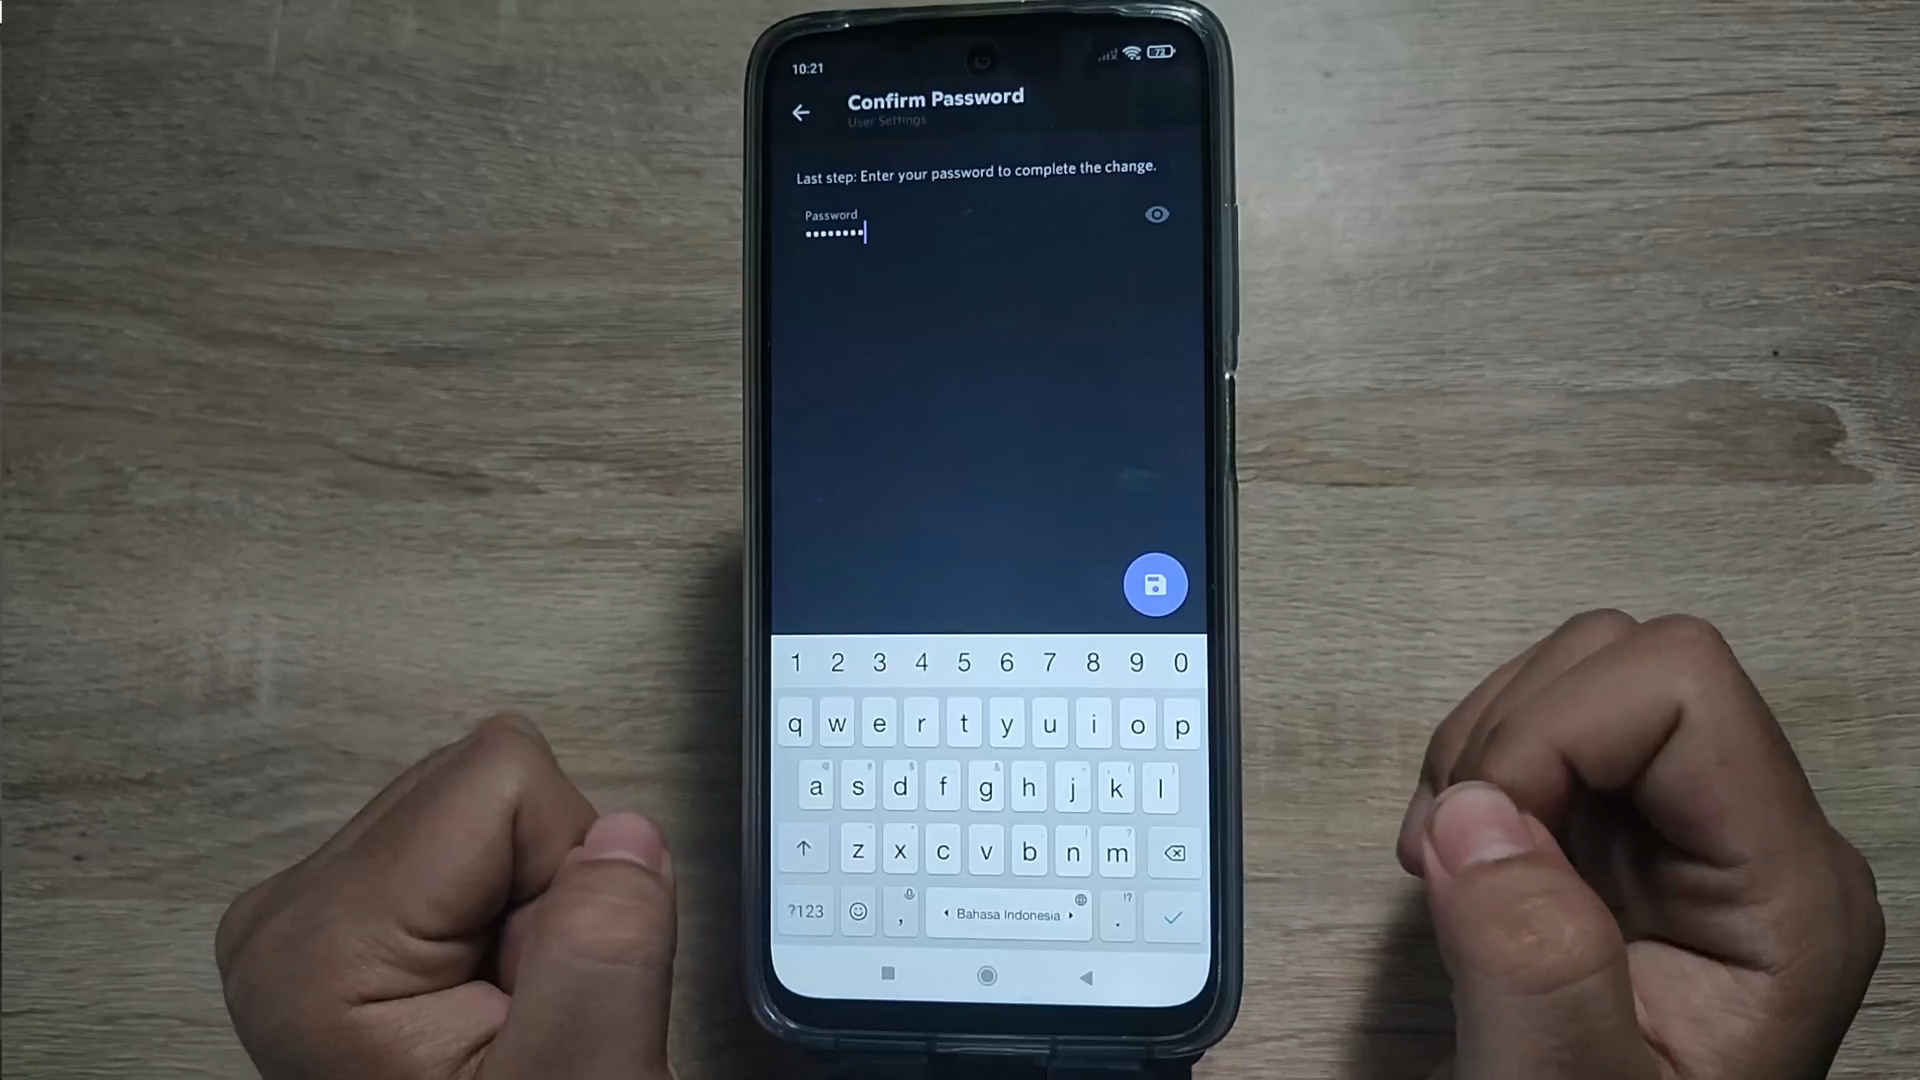 10:21
72
Confirm Password
User Settings
Last step: Enter your password to complete the change.
Password
••••••••
1 2 3 4 5 6 7 8 9 0
q w e r t y u i o p
a s d f g h j k l
z x c v b n m
?123 , Bahasa Indonesia . !?